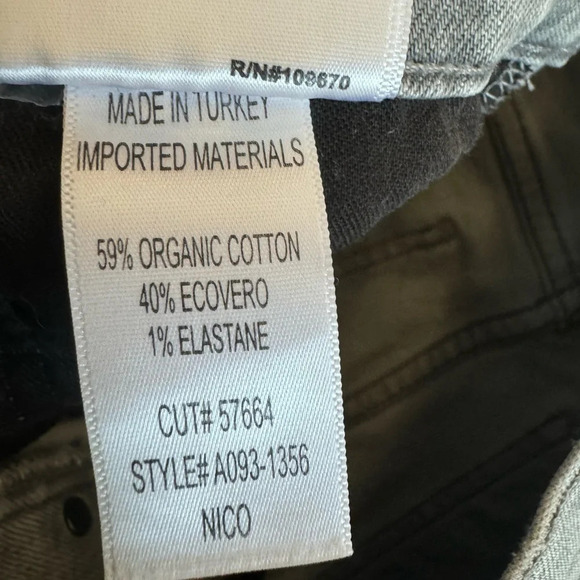 R/N#109670
MADE IN TURKEY
IMPORTED MATERIALS
59% ORGANIC COTTON
40% ECOVERO
1% ELASTANE
CUT# 57664
STYLE# A093-1356
NICO